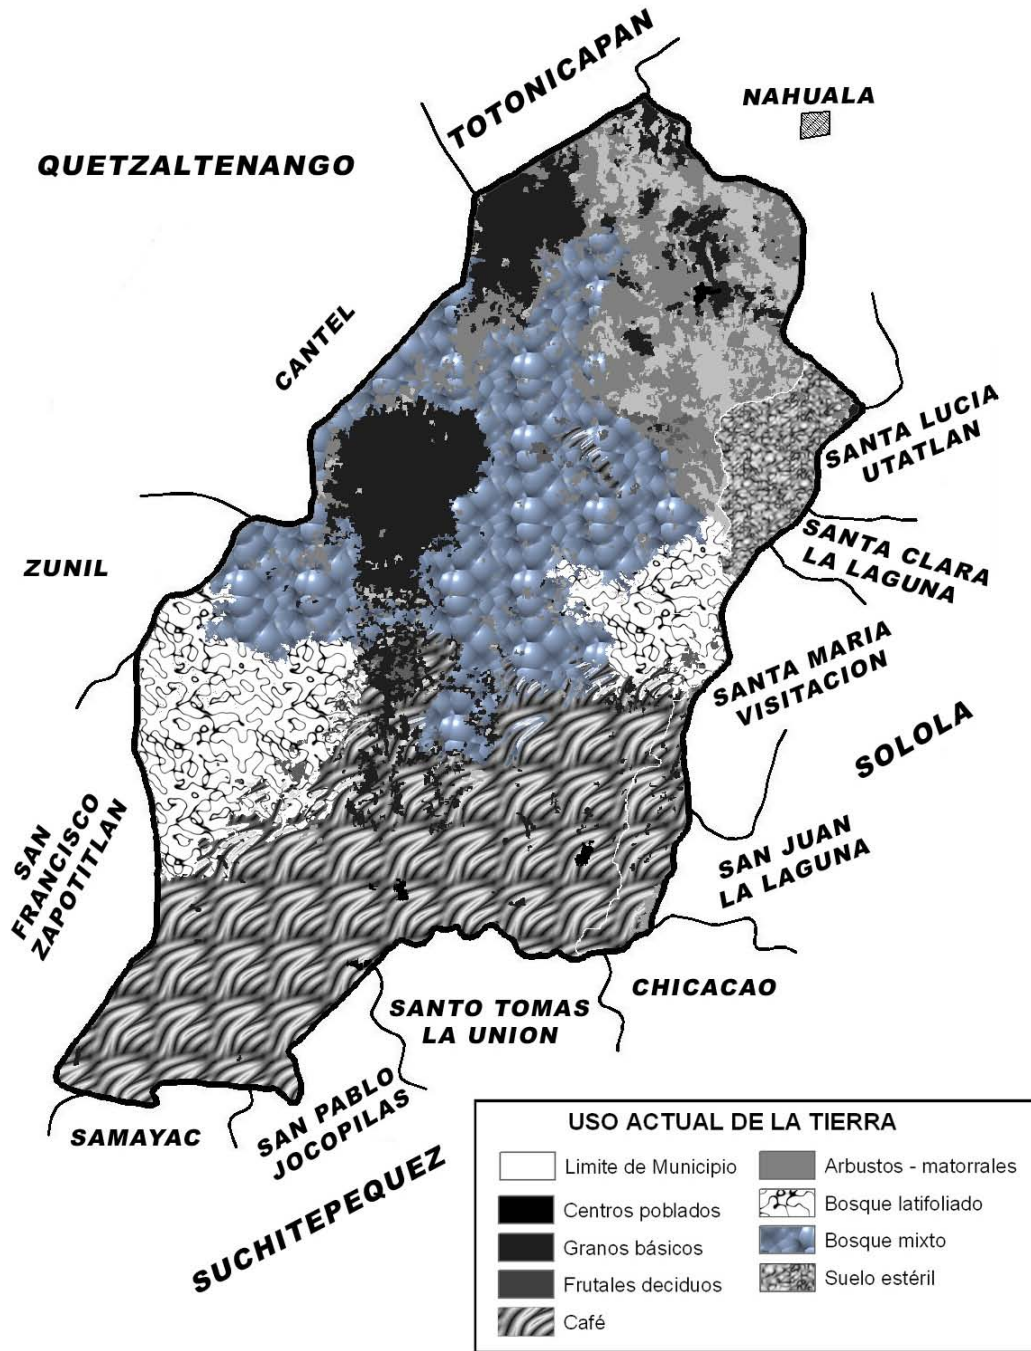 TOTONICAPAN
NAHUALA
QUETZALTENANGO
CANTEL
SANTA LUCIA
UTATLAN
SANTA CLARA
LA LAGUNA
ZUNIL
SANTA MARIA
VISITACION
SOLOLA
SAN
FRANCISCO
ZAPOTITLAN
SAN JUAN
LA LAGUNA
CHICACAO
SANTO TOMAS
LA UNION
SAN PABLO
JOCOPILAS
SAMAYAC
SUCHITEPEQUEZ
USO ACTUAL DE LA TIERRA
Limite de Municipio
Centros poblados
Granos básicos
Frutales deciduos
Café
Arbustos - matorrales
Bosque latifoliado
Bosque mixto
Suelo estéril